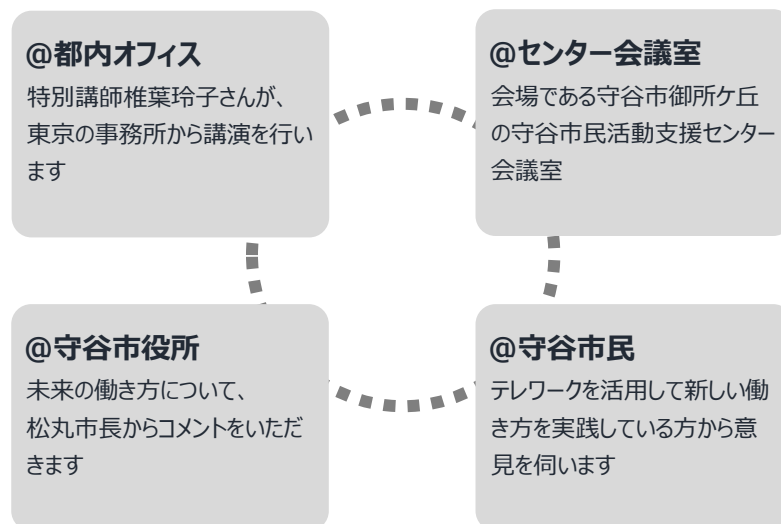 @都内オフィス
特別講師椎葉玲子さんが、
東京の事務所から講演を行い
ます
@センター会議室
会場である守谷市御所ケ丘
の守谷市民活動支援センター
会議室
@守谷市役所
未来の働き方について、
松丸市長からコメントをいただ
きます
@守谷市民
テレワークを活用して新しい働
き方を実践している方から意
見を伺います